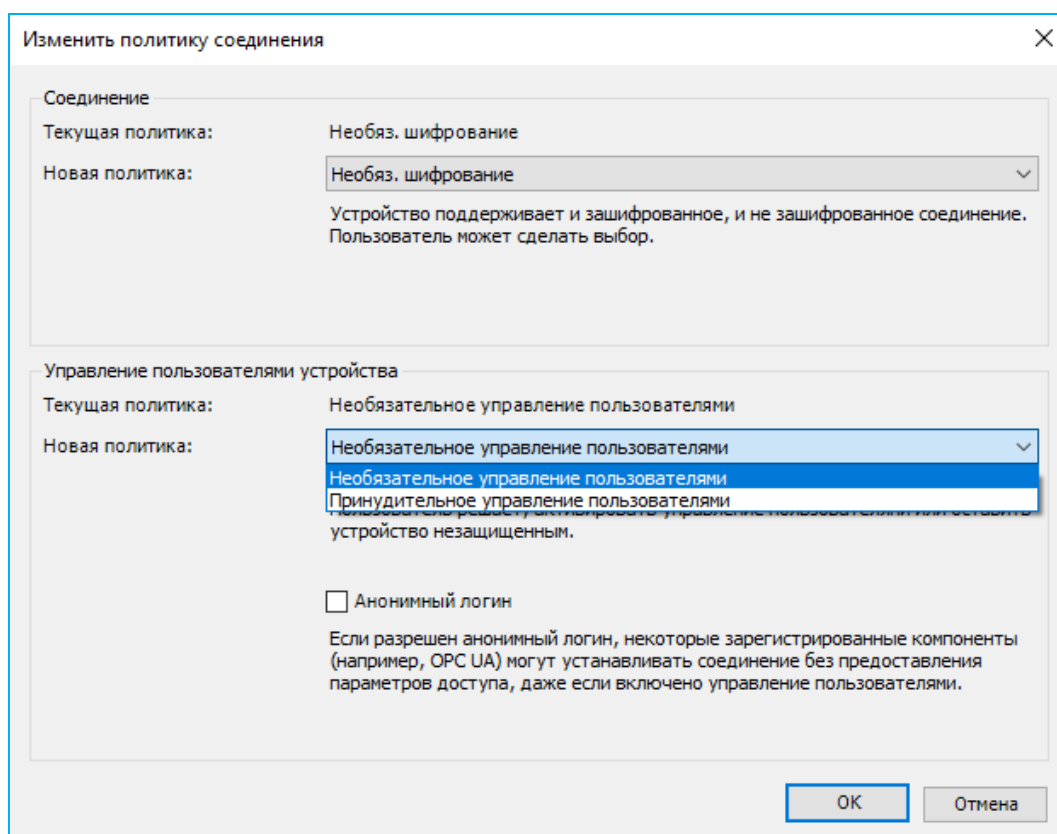 Изменить политику соединения
Соединение
Текущая политика: Необяз. шифрование
Новая политика: Необяз. шифрование
Устройство поддерживает и зашифрованное, и не зашифрованное соединение.
Пользователь может сделать выбор.
Управление пользователями устройства
Текущая политика: Необязательное управление пользователями
Новая политика: Необязательное управление пользователями
Необязательное управление пользователями
Принудительное управление пользователями
устройство незащищенным.
Анонимный логин
Если разрешен анонимный логин, некоторые зарегистрированные компоненты
(например, OPC UA) могут устанавливать соединение без предоставления
параметров доступа, даже если включено управление пользователями.
OK Отмена